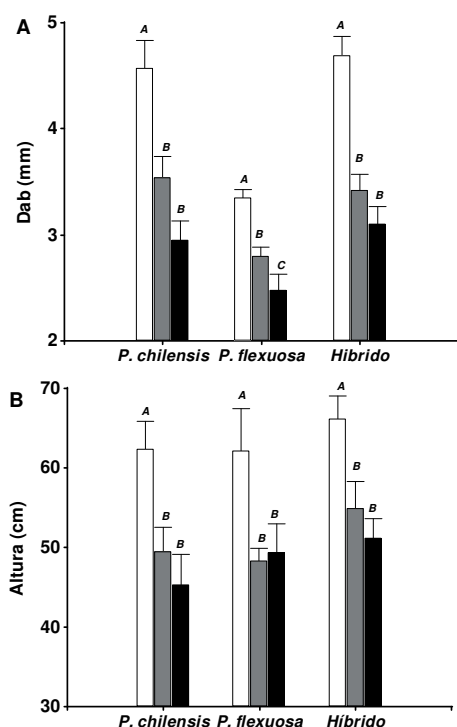 A
5
4
3
2
Dab (mm)
A
B
B
A
B
C
A
B
B
P. chilensis P. flexuosa Hibrido
B
70
60
50
40
30
Altura (cm)
A
B
B
A
B
B
A
B
B
P. chilensis P. flexuosa Híbrido